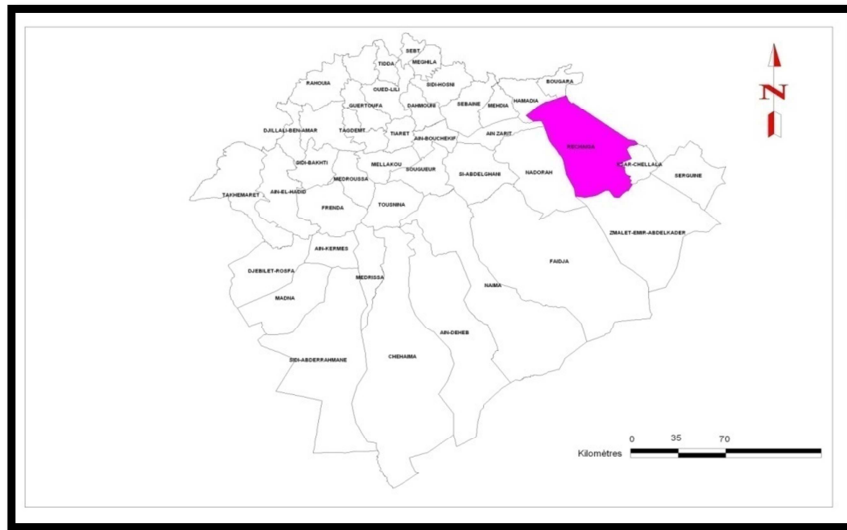 SEBT
TIDDA
MEGHILA
RAHOUIA
OUED-LILI
SIDI-HOSNI
BOUGARA
GUERTOUFA
DAHMOUNI
SEBAINE
MEHDIA
HAMADIA
N
DJILLALI-BEN-AMAR
TAGDEMT
TIARET
AIN-BOUCHEKIF
AIN ZARIT
RECHAIGA
SIDI-BAKHTI
MELLAKOU
SOUGUEUR
SI-ABDELGHANI
NADORAH
SERGUINE
MEDROUSSA
TAKHEMARET
AIN-EL-HADID
FRENDA
TOUSNINA
ZMALET-EMIR-ABDELKADER
AIN-KERMES
FAIDJA
DJEBILET-ROSFA
MEDRISSA
NAIMA
MADNA
AIN-DEHEB
SIDI-ABDERRAHMANE
CHEHAIMA
0 35 70
Kilomètres